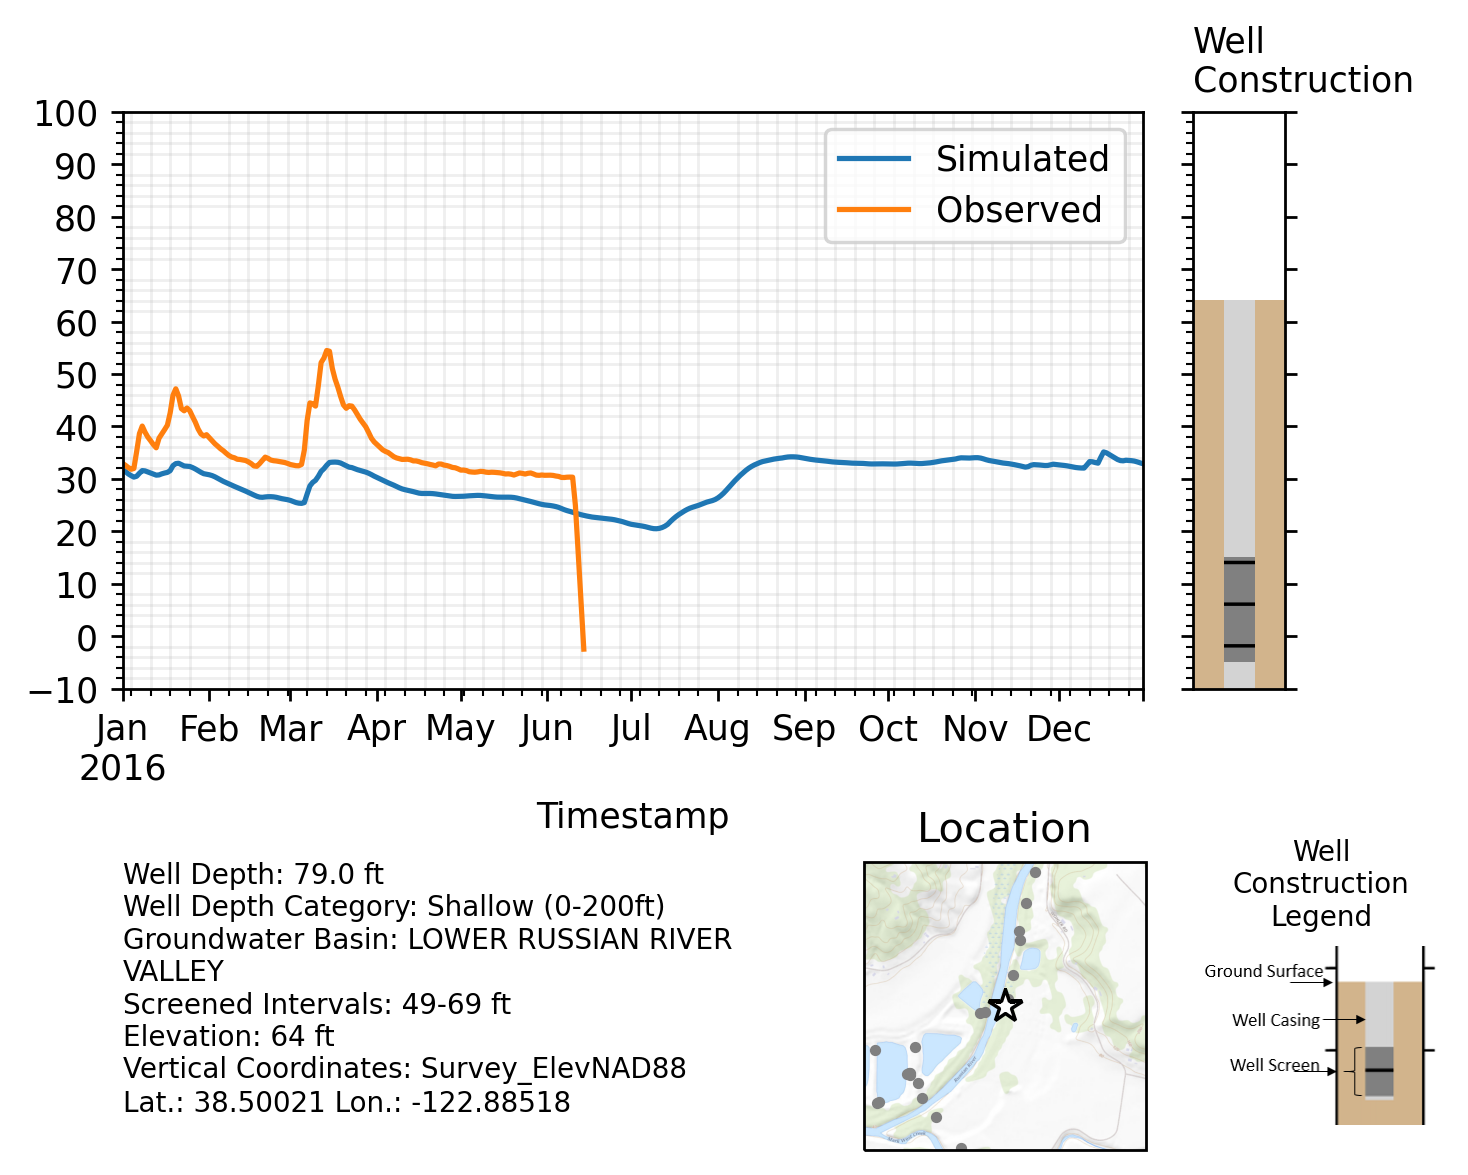 Well
Construction
100
90
80
70
60
50
40
30
20
10
0
−10
Simulated
Observed
Jan Feb Mar Apr May Jun Jul Aug Sep Oct Nov Dec
2016
Timestamp
Well Depth: 79.0 ft
Well Depth Category: Shallow (0-200ft)
Groundwater Basin: LOWER RUSSIAN RIVER
VALLEY
Screened Intervals: 49-69 ft
Elevation: 64 ft
Vertical Coordinates: Survey_ElevNAD88
Lat.: 38.50021 Lon.: -122.88518
Location
Russian River
Well
Construction
Legend
Ground Surface
Well Casing
Well Screen